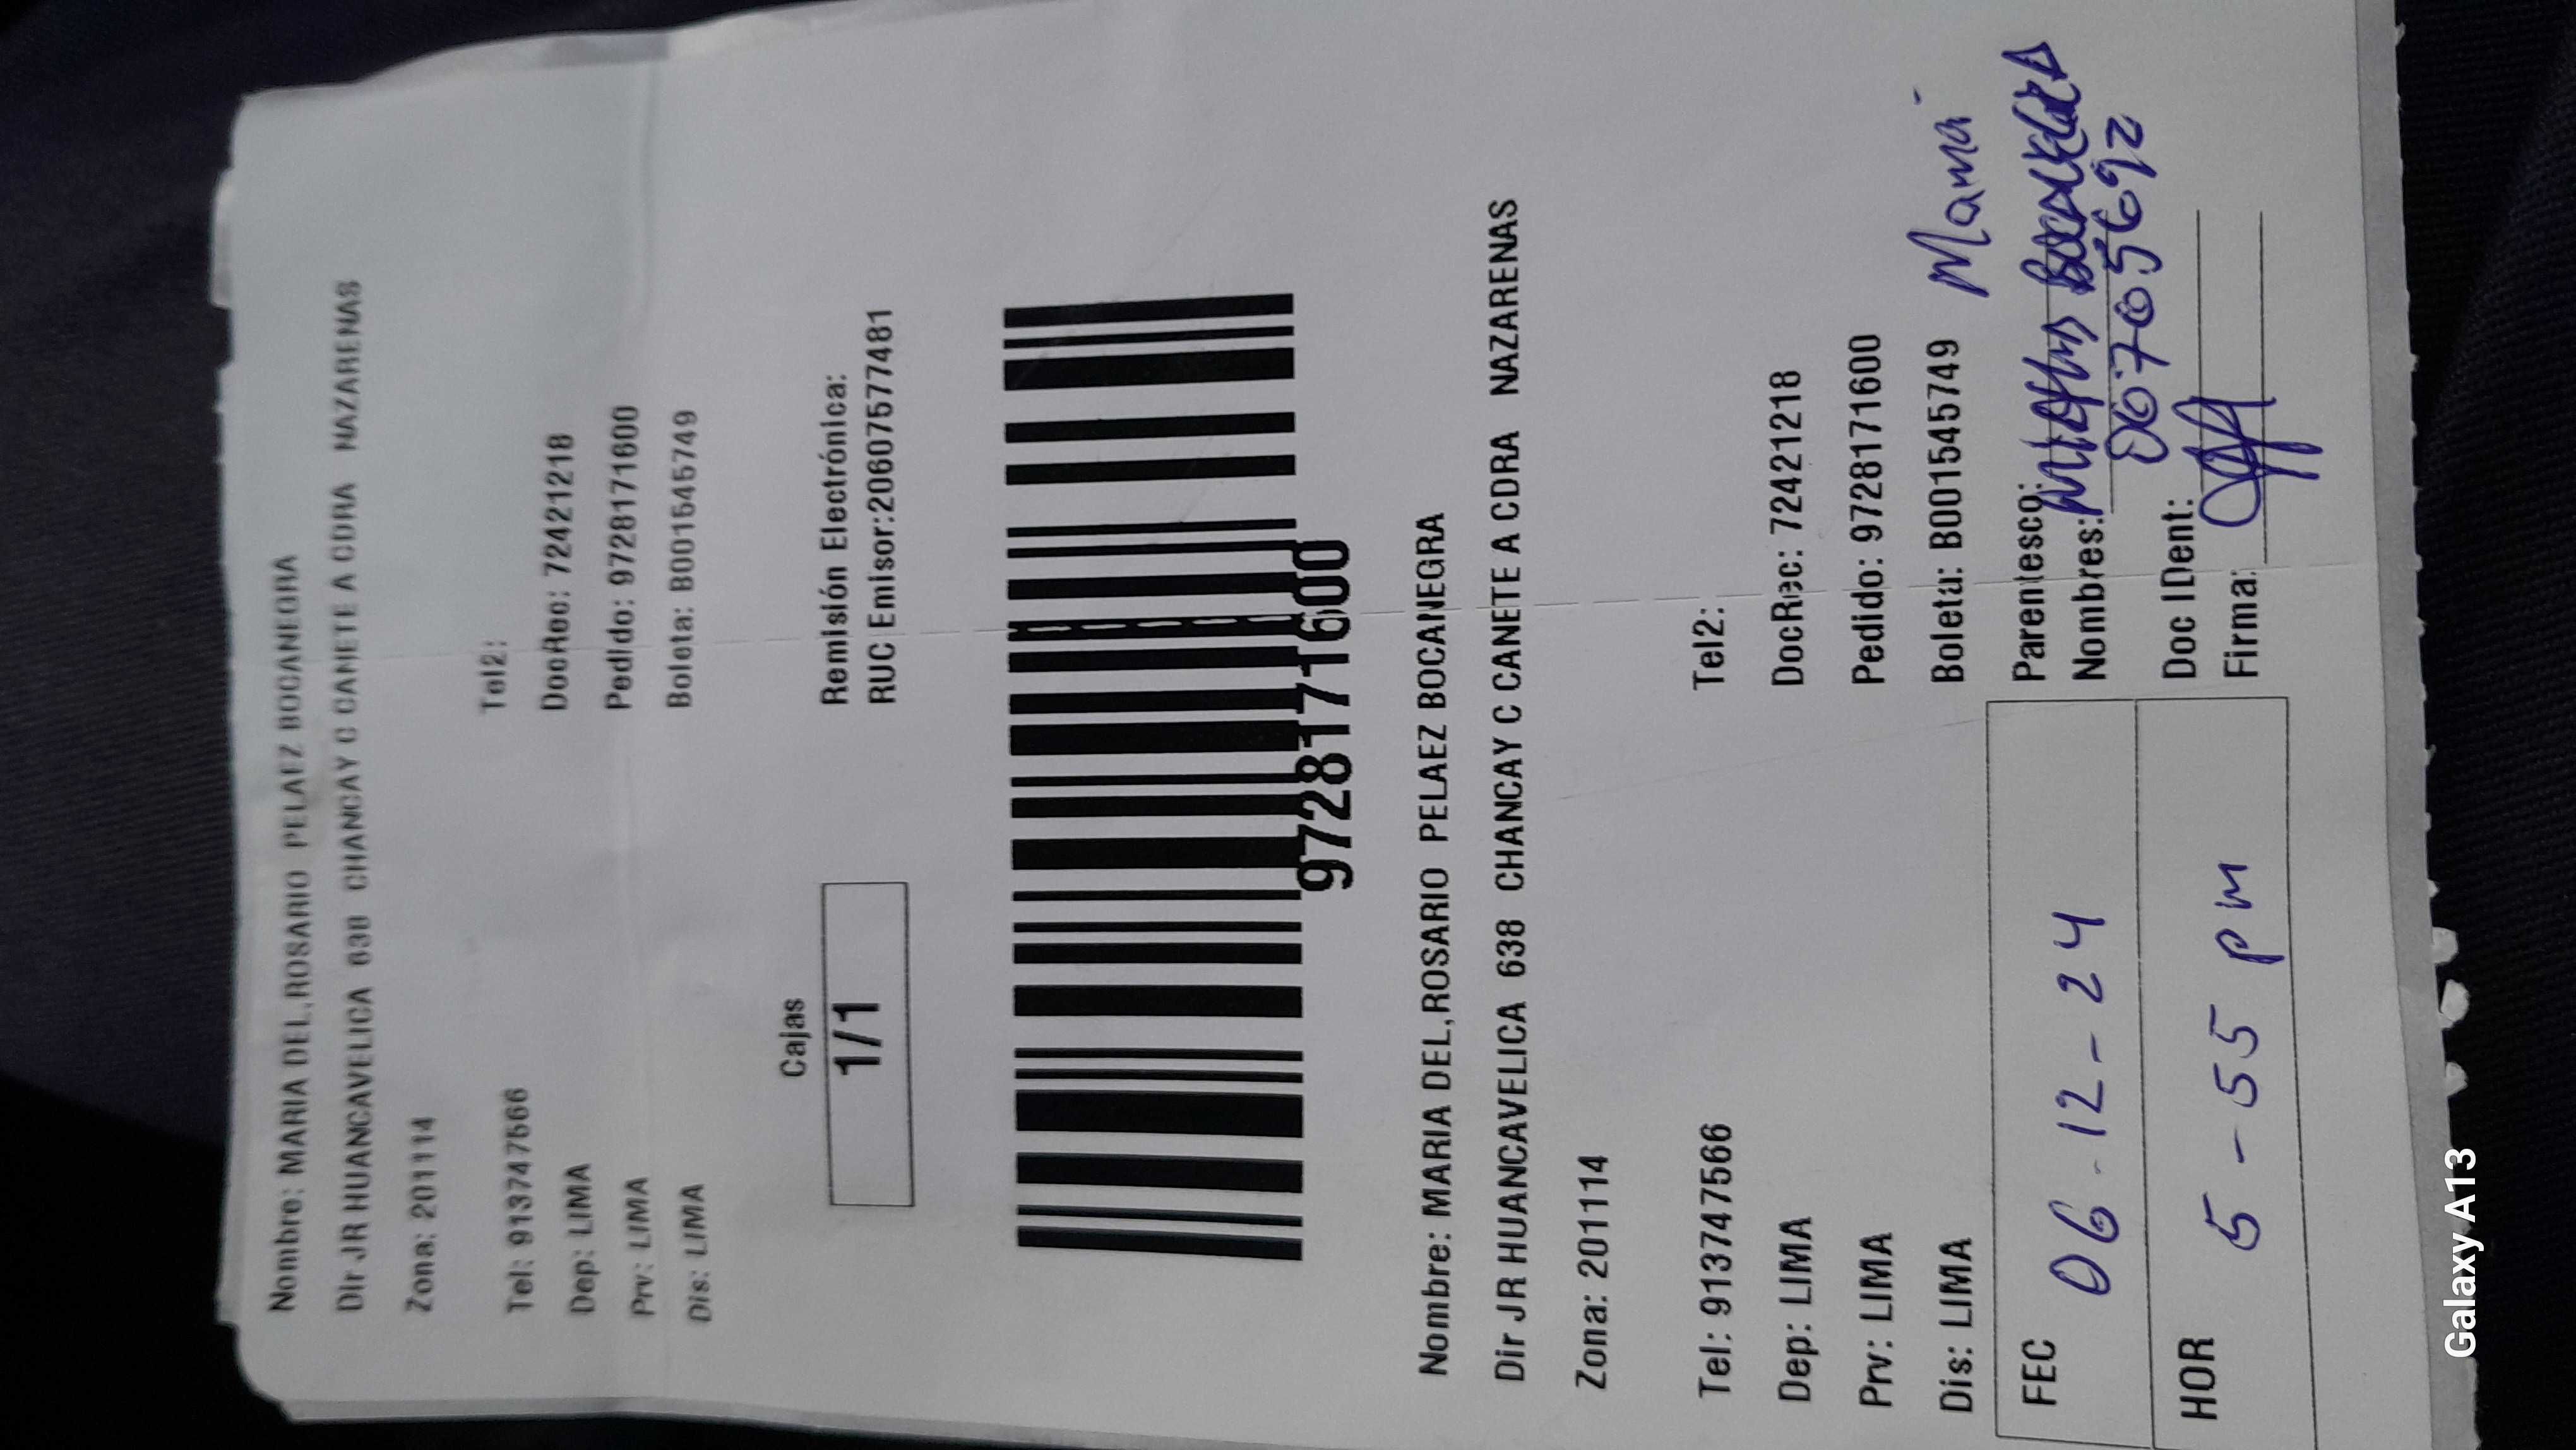 Nombre: MARIA DEL,ROSARIO PELAEZ BOCANEGRA
Dir JR HUANCAVELICA 638 CHANCAY C CANETE A CDRA NAZARENAS
Zona: 201114
Tel: 913747566 Tel2:
Dep: LIMA DocRec: 72421218
Prv: LIMA Pedido: 9728171600
Dis: LIMA Boleta: B001545749
Cajas Remisión Electrónica:
1/1 RUC Emisor:20607577481
9728171600
Nombre: MARIA DEL,ROSARIO PELAEZ BOCANEGRA
Dir JR HUANCAVELICA 638 CHANCAY C CANETE A CDRA NAZARENAS
Zona: 201114
Tel: 913747566 Tel2:
Dep: LIMA DocRec: 72421218
Prv: LIMA Pedido: 9728171600
Dis: LIMA Boleta: B001545749
Mamá
FEC 06-12-24 Parentesco:
Nombres:
06705692
HOR 5-55 pm Doc IDent:
Firma:
Galaxy A13